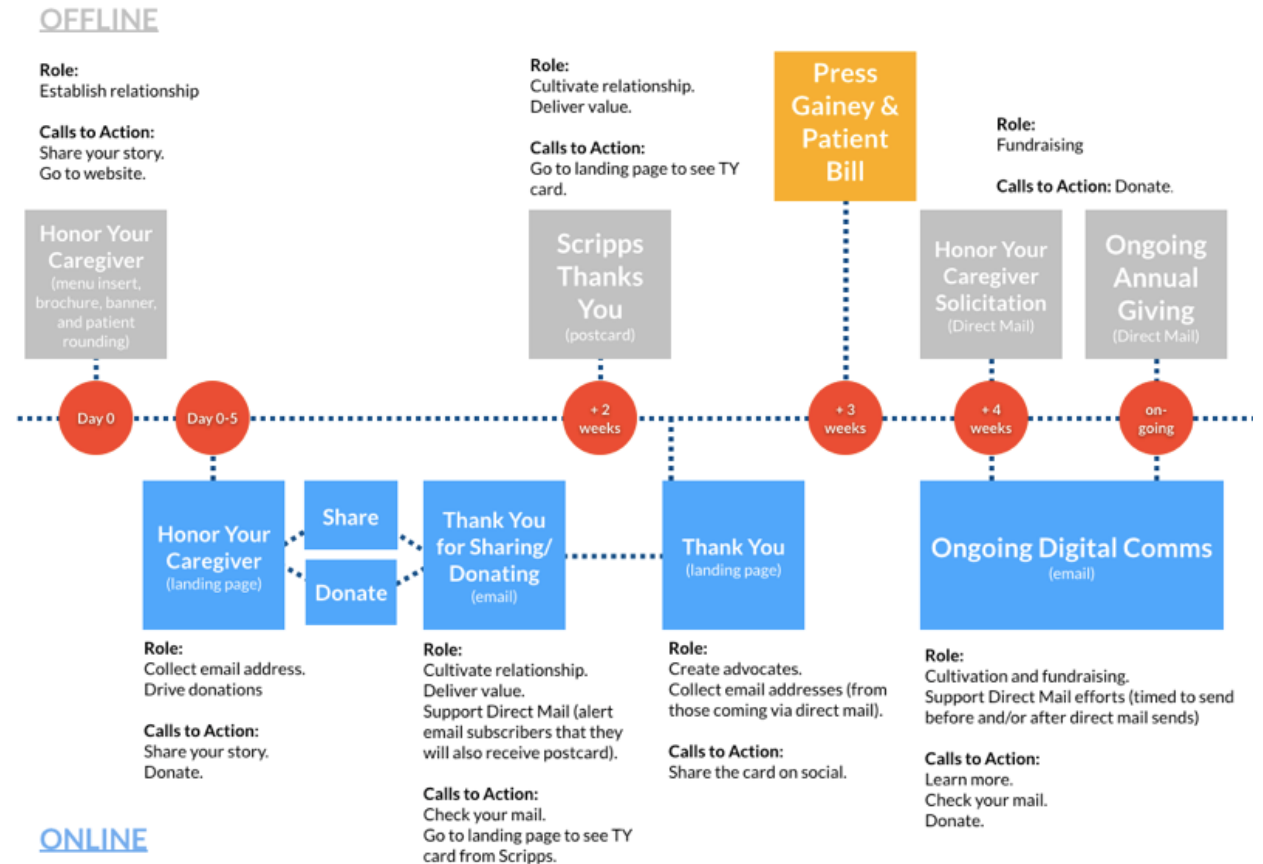 OFFLINE
Role:
Establish relationship
Calls to Action:
Share your story.
Go to website.
Role:
Cultivate relationship.
Deliver value.
Calls to Action:
Go to landing page to see TY
card.
Press
Gainey &
Patient
Bill
Role:
Fundraising
Calls to Action: Donate.
Honor Your
Caregiver
(menu insert,
brochure, banner,
and patient
rounding)
Scripps
Thanks
You
(postcard)
Honor Your
Caregiver
Solicitation
(Direct Mail)
Ongoing
Annual
Giving
(Direct Mail)
Day 0
Day 0-5
+ 2
weeks
+ 3
weeks
+ 4
weeks
on-
going
Honor Your
Caregiver
(landing page)
Share
Donate
Thank You
for Sharing/
Donating
(email)
Thank You
(landing page)
Ongoing Digital Comms
(email)
Role:
Collect email address.
Drive donations
Calls to Action:
Share your story.
Donate.
Role:
Cultivate relationship.
Deliver value.
Support Direct Mail (alert
email subscribers that they
will also receive postcard).
Calls to Action:
Check your mail.
Go to landing page to see TY
card from Scripps.
Role:
Create advocates.
Collect email addresses (from
those coming via direct mail).
Calls to Action:
Share the card on social.
Role:
Cultivation and fundraising.
Support Direct Mail efforts (timed to send
before and/or after direct mail sends)
Calls to Action:
Learn more.
Check your mail.
Donate.
ONLINE